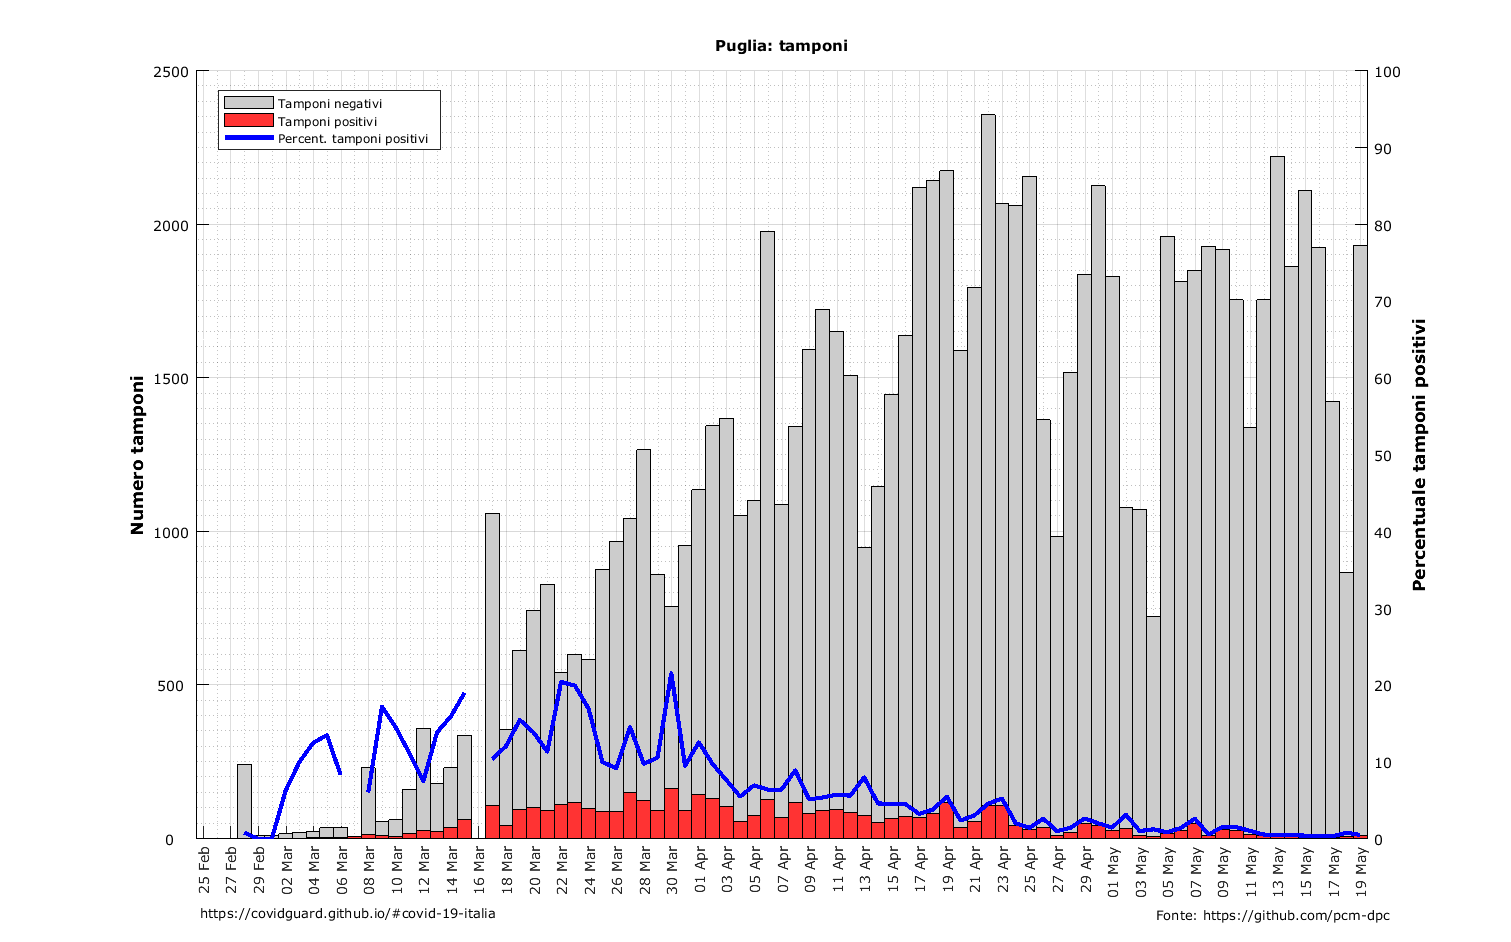 Puglia: tamponi
Tamponi negativi
Tamponi positivi
Percent. tamponi positivi
Numero tamponi
2500
2000
1500
1000
500
0
Percentuale tamponi positivi
100
90
80
70
60
50
40
30
20
10
0
25 Feb
27 Feb
29 Feb
02 Mar
04 Mar
06 Mar
08 Mar
10 Mar
12 Mar
14 Mar
16 Mar
18 Mar
20 Mar
22 Mar
24 Mar
26 Mar
28 Mar
30 Mar
01 Apr
03 Apr
05 Apr
07 Apr
09 Apr
11 Apr
13 Apr
15 Apr
17 Apr
19 Apr
21 Apr
23 Apr
25 Apr
27 Apr
29 Apr
01 May
03 May
05 May
07 May
09 May
11 May
13 May
15 May
17 May
19 May
https://covidguard.github.io/#covid-19-italia
Fonte: https://github.com/pcm-dpc